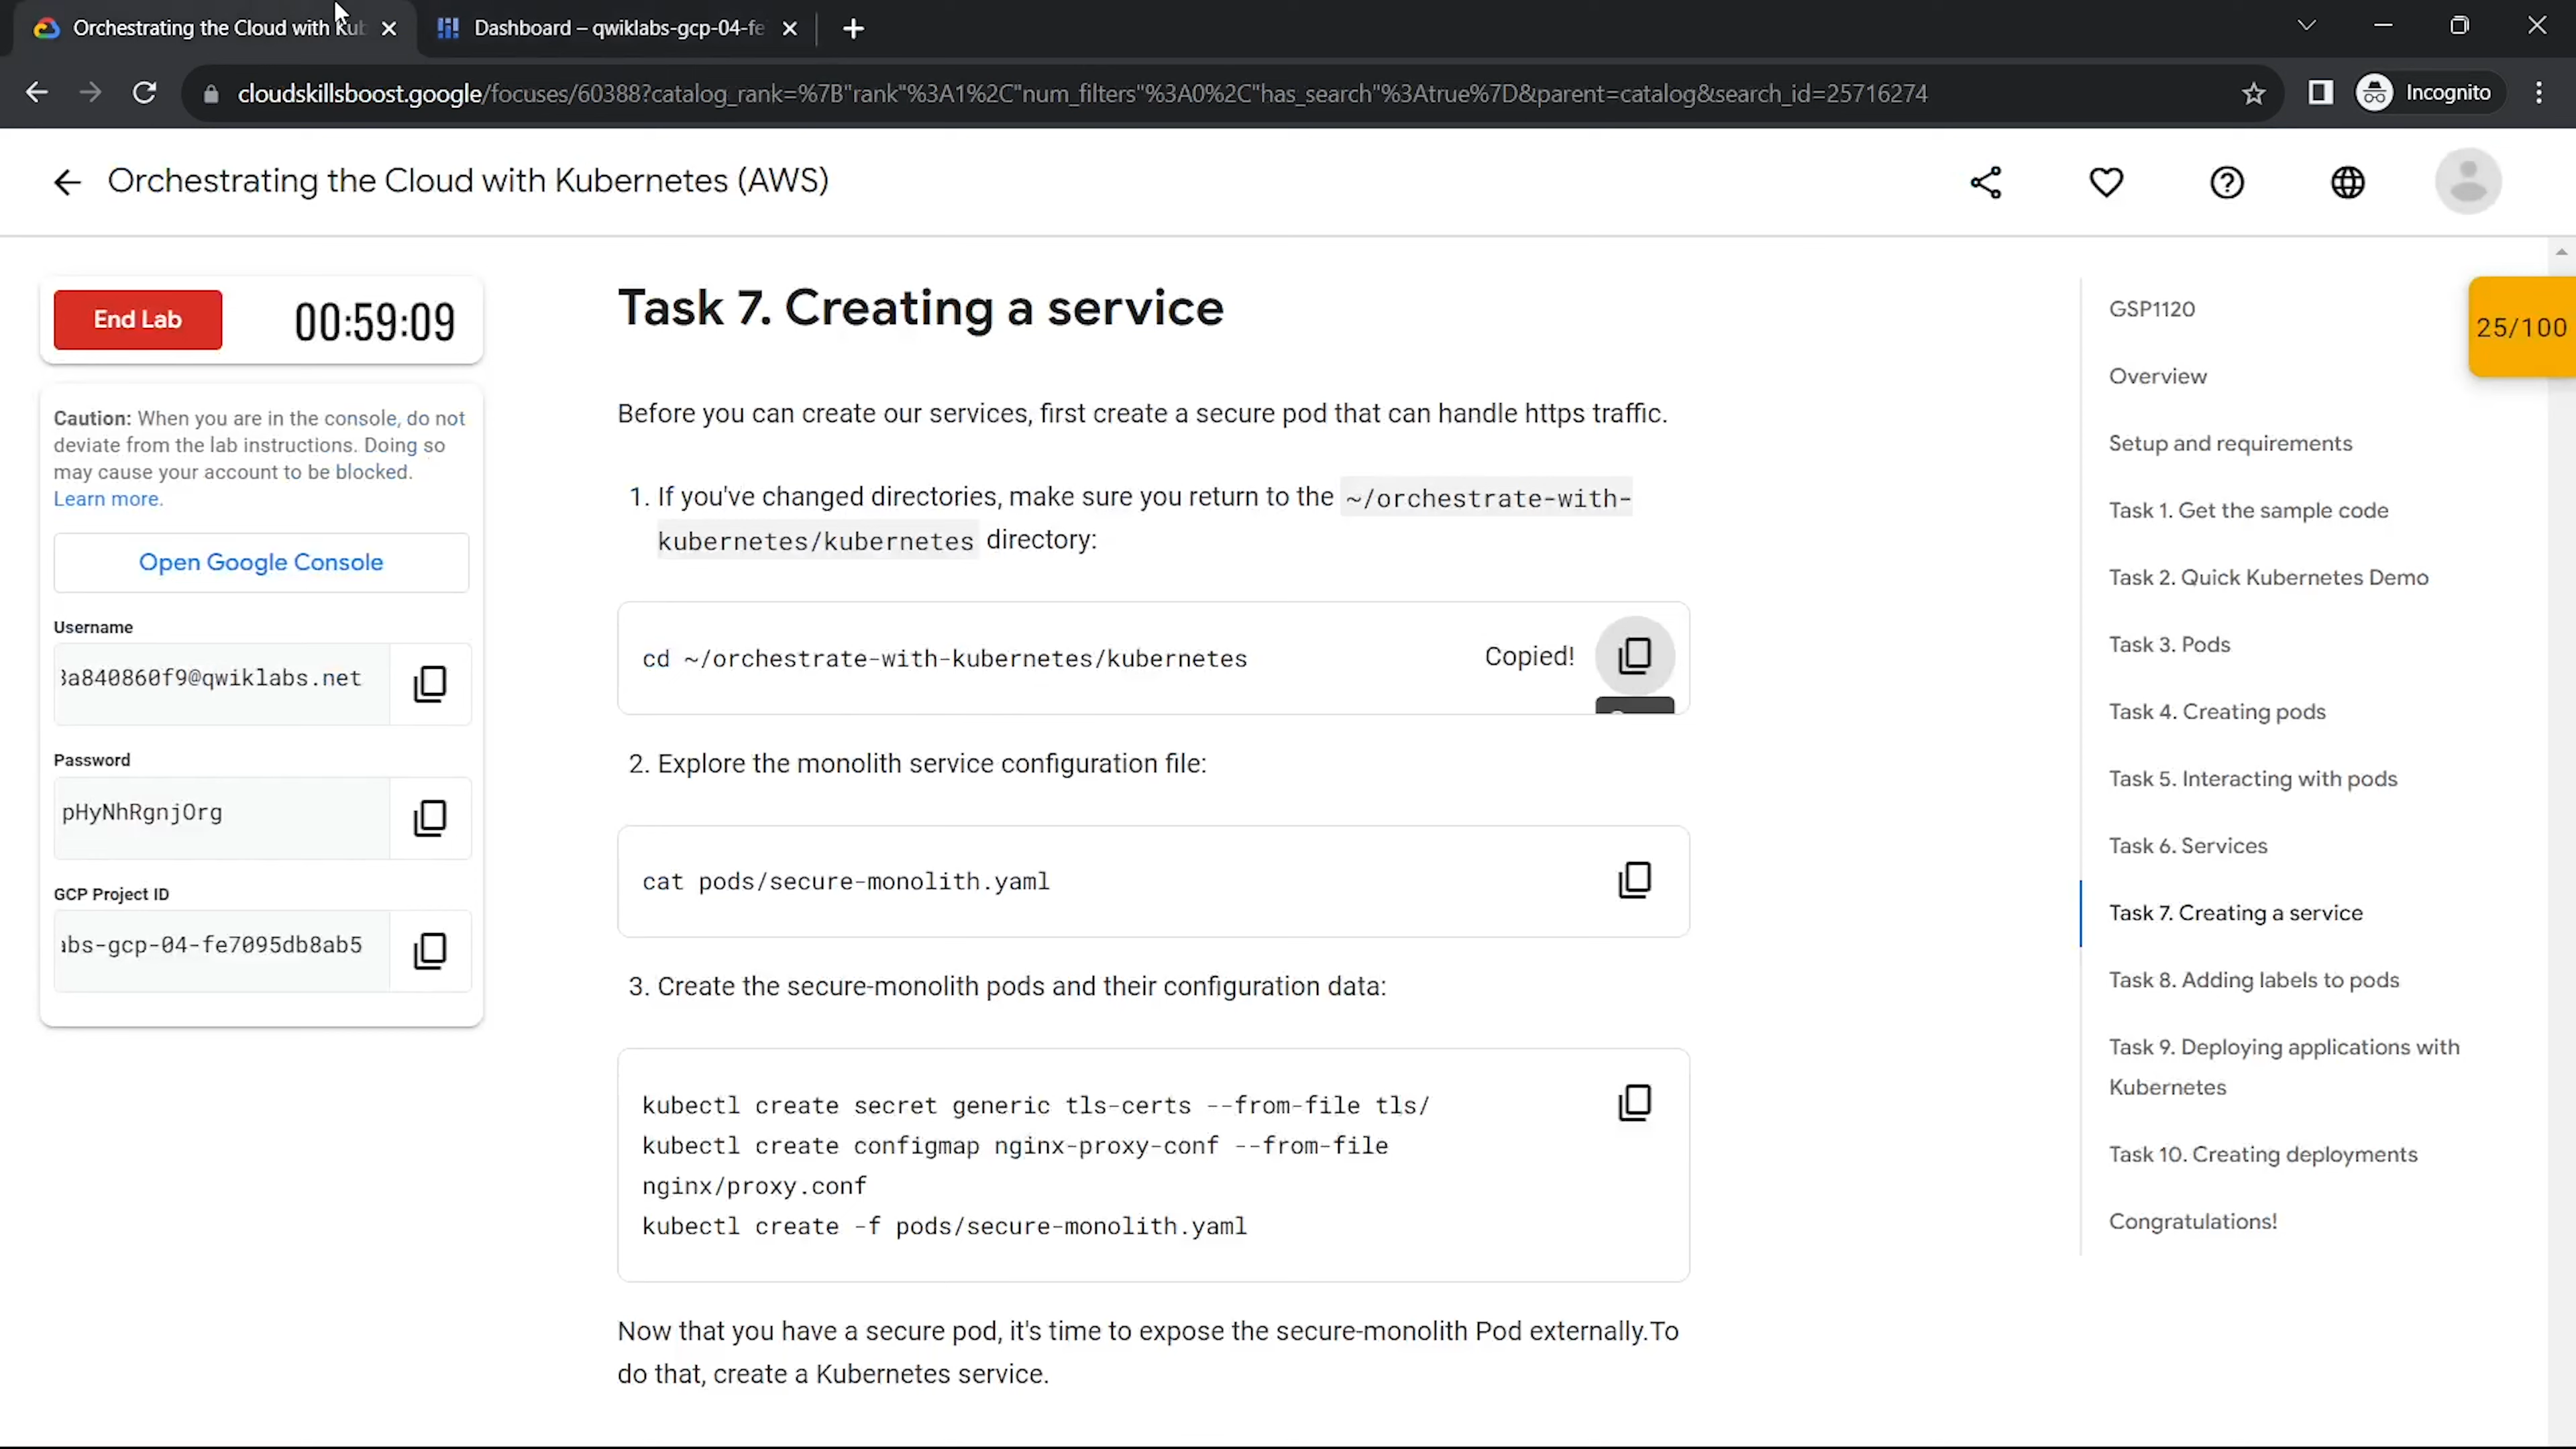 Orchestrating the Cloud with Kub
Dashboard – qwiklabs-gcp-04-fe
cloudskillsboost.google/focuses/60388?catalog_rank=%7B"rank"%3A1%2C"num_filters"%3A0%2C"has_search"%3Atrue%7D&parent=catalog&search_id=25716274
Incognito
Orchestrating the Cloud with Kubernetes (AWS)
End Lab
00:59:09
Caution: When you are in the console, do not
deviate from the lab instructions. Doing so
may cause your account to be blocked.
Learn more.
Open Google Console
Username
3a840860f9@qwiklabs.net
Password
pHyNhRgnjOrg
GCP Project ID
abs-gcp-04-fe7095db8ab5
Task 7. Creating a service
Before you can create our services, first create a secure pod that can handle https traffic.
1. If you've changed directories, make sure you return to the ~/orchestrate-with-
kubernetes/kubernetes directory:
cd ~/orchestrate-with-kubernetes/kubernetes
Copied!
2. Explore the monolith service configuration file:
cat pods/secure-monolith.yaml
3. Create the secure-monolith pods and their configuration data:
kubectl create secret generic tls-certs --from-file tls/
kubectl create configmap nginx-proxy-conf --from-file
nginx/proxy.conf
kubectl create -f pods/secure-monolith.yaml
Now that you have a secure pod, it's time to expose the secure-monolith Pod externally.To
do that, create a Kubernetes service.
GSP1120
Overview
Setup and requirements
Task 1. Get the sample code
Task 2. Quick Kubernetes Demo
Task 3. Pods
Task 4. Creating pods
Task 5. Interacting with pods
Task 6. Services
Task 7. Creating a service
Task 8. Adding labels to pods
Task 9. Deploying applications with
Kubernetes
Task 10. Creating deployments
Congratulations!
25/100